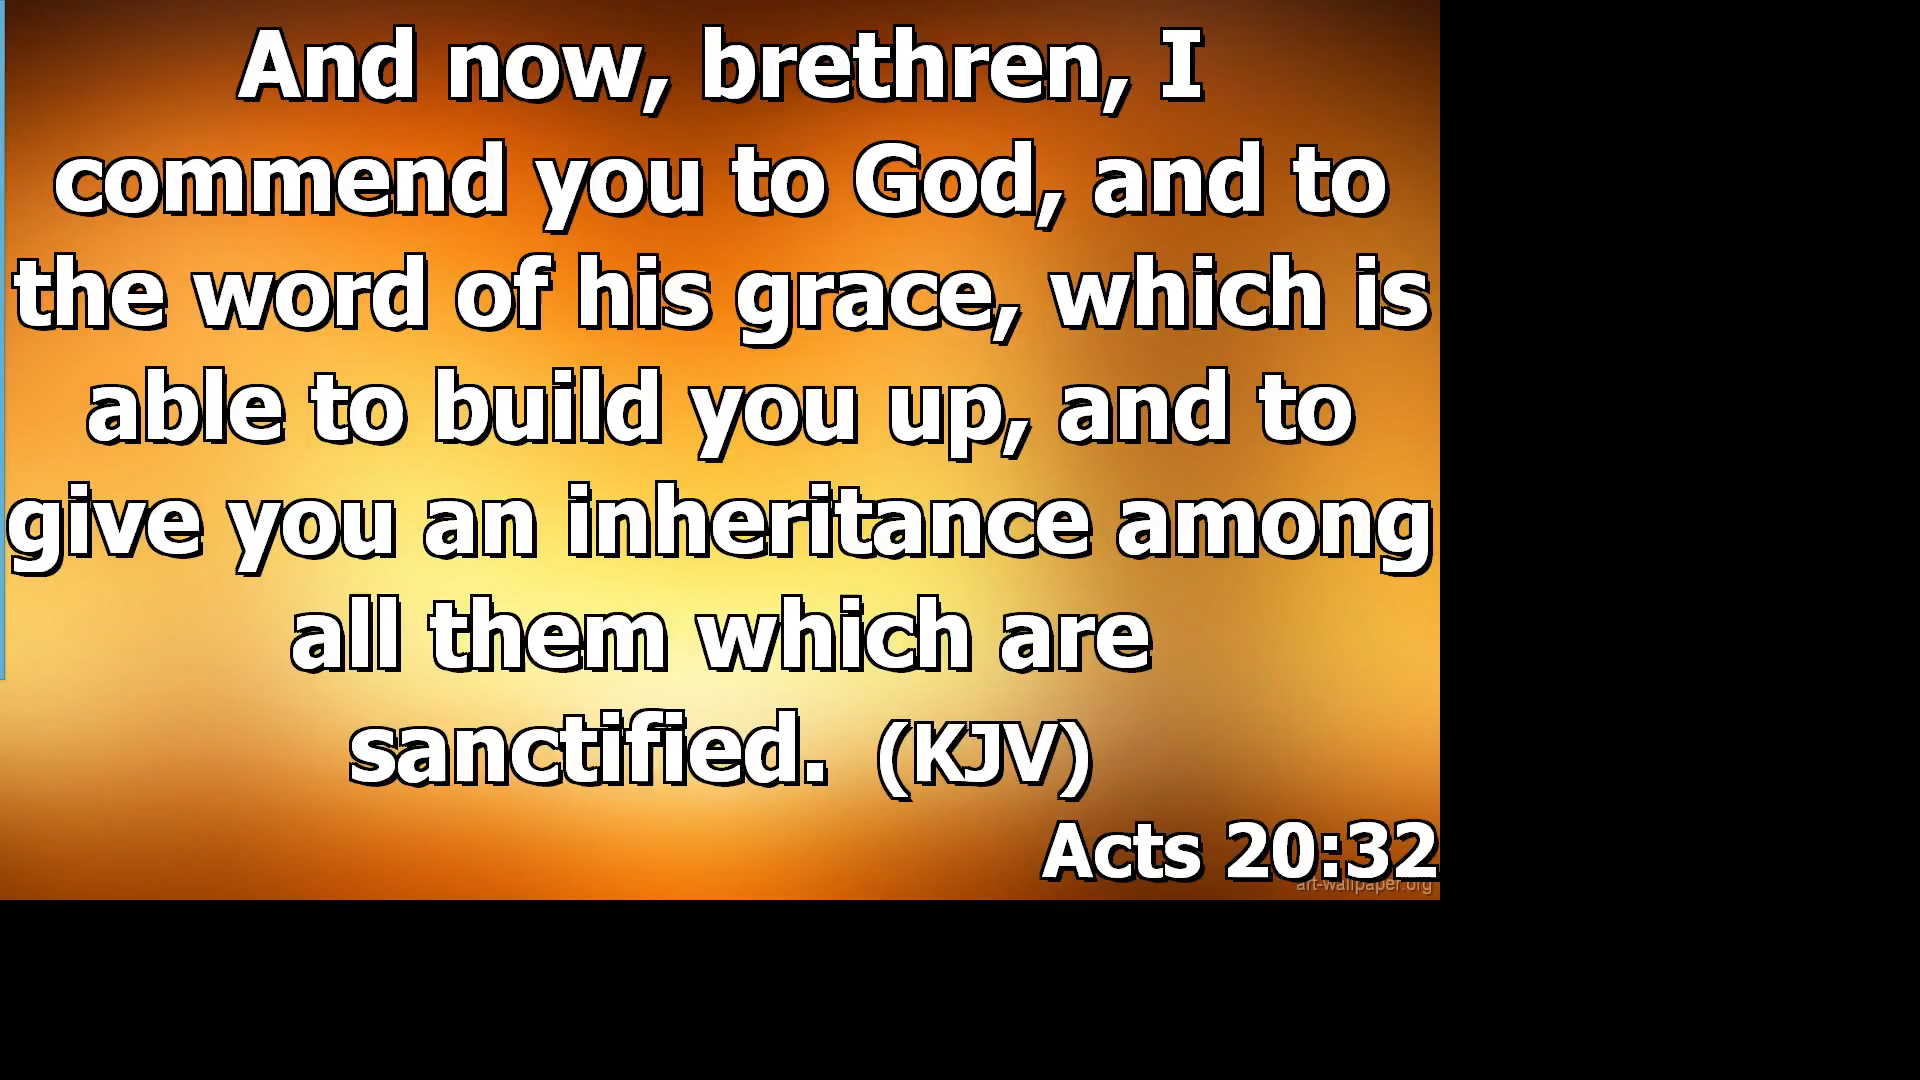 And now, brethren, I
commend you to God, and to
the word of his grace, which is
able to build you up, and to
give you an inheritance among
all them which are
sanctified.  (KJV)
Acts 20:32
art-wallpaper.org